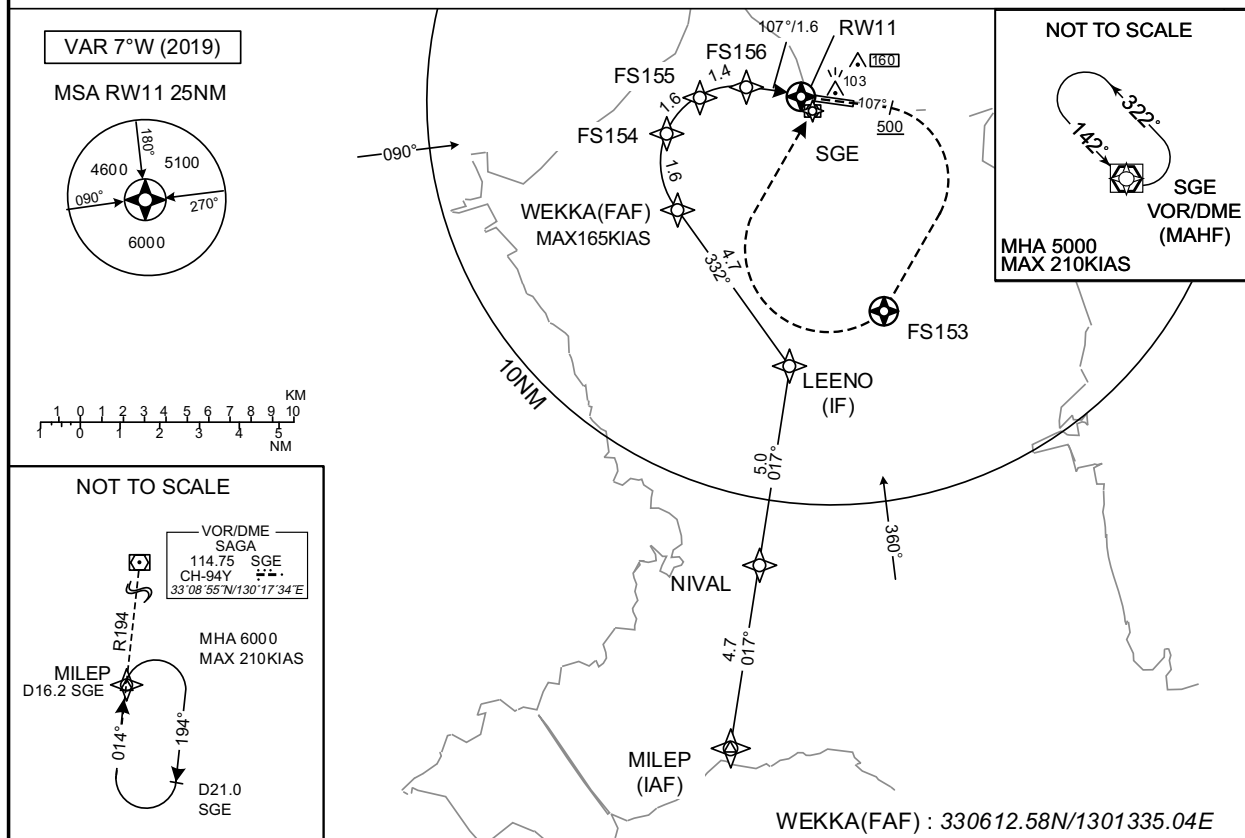 VAR 7°W (2019)
MSA RW11 25NM
180°
4600
5100
090°
270°
6000
KM
1 0 1 2 3 4 5 6 7 8 9 10
1 0 1 2 3 4 5
NM
NOT TO SCALE
VOR/DME
SAGA
114.75 SGE
CH-94Y
33°08'55"N/130°17'34"E
R194
MHA 6000
MAX 210KIAS
MILEP
D16.2 SGE
014°
194°
D21.0
SGE
107°/1.6
RW11
FS156
160
103
FS155
1.4
107°
1.6
500
FS154
SGE
090°
1.6
WEKKA(FAF)
MAX165KIAS
4.7
332°
FS153
LEENO
(IF)
10NM
5.0
017°
360°
NIVAL
4.7
017°
MILEP
(IAF)
NOT TO SCALE
322°
142°
SGE
VOR/DME
(MAHF)
MHA 5000
MAX 210KIAS
WEKKA(FAF) : 330612.58N/1301335.04E